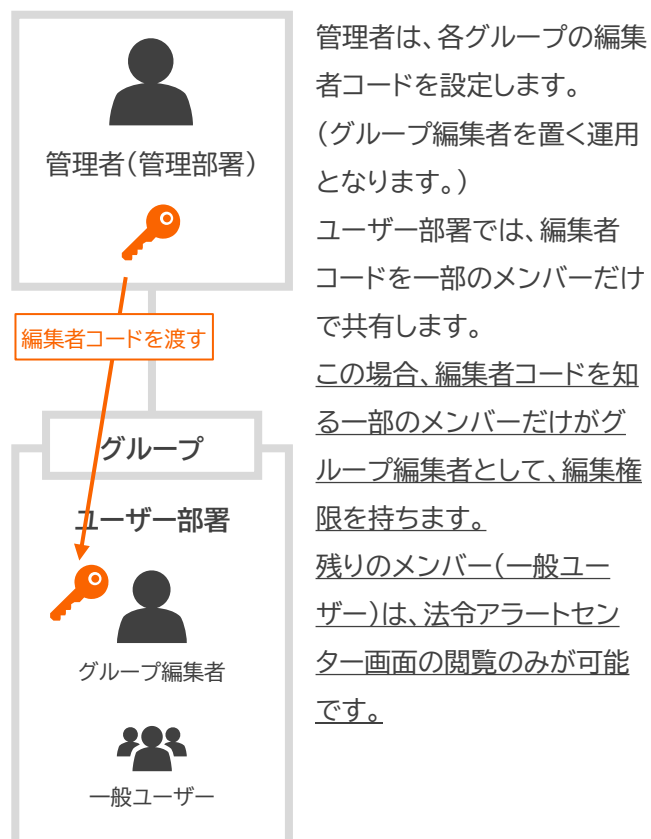 管理者(管理部署)
編集者コードを渡す
グループ
ユーザー部署
グループ編集者
一般ユーザー
管理者は、各グループの編集
者コードを設定します。
(グループ編集者を置く運用
となります。)
ユーザー部署では、編集者
コードを一部のメンバーだけ
で共有します。
この場合、編集者コードを知
る一部のメンバーだけがグ
ループ編集者として、編集権
限を持ちます。
残りのメンバー(一般ユー
ザー)は、法令アラートセン
ター画面の閲覧のみが可能
です。